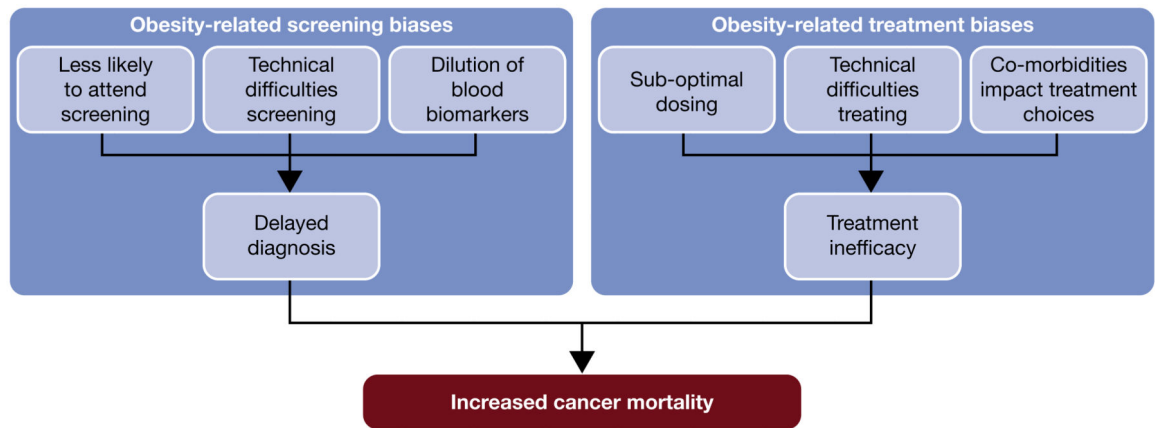 Obesity-related screening biases
Less likely
to attend
screening
Technical
difficulties
screening
Dilution of
blood
biomarkers
Delayed
diagnosis
Obesity-related treatment biases
Sub-optimal
dosing
Technical
difficulties
treating
Co-morbidities
impact treatment
choices
Treatment
inefficacy
Increased cancer mortality